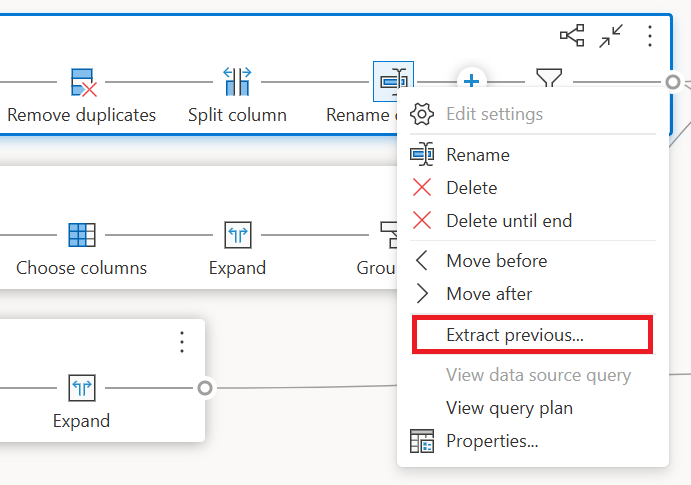 Remove duplicates
Split column
Rename
Edit settings
Rename
Delete
Delete until end
Choose columns
Expand
Move before
Move after
Extract previous...
View data source query
View query plan
Properties...
Expand